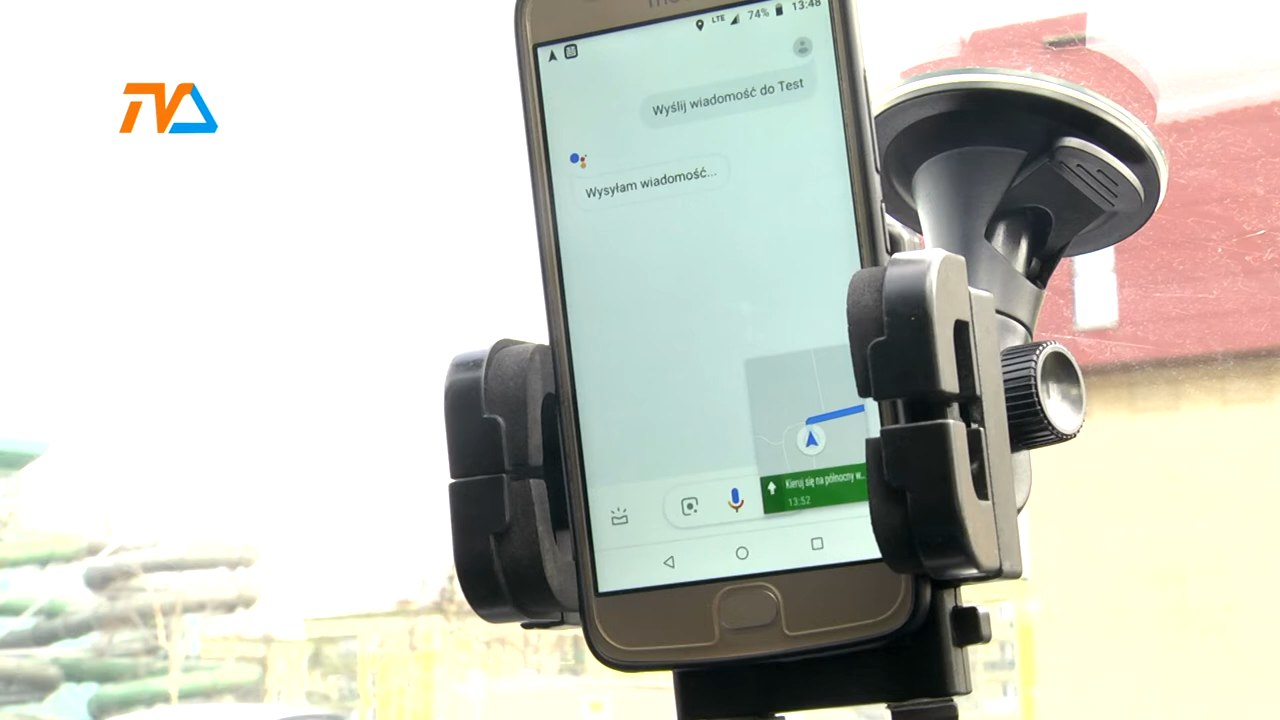 TVA
LTE 74% 13:48
Wyślij wiadomość do Test
Wysyłam wiadomość...
Kieruj się na północny w...
13:52